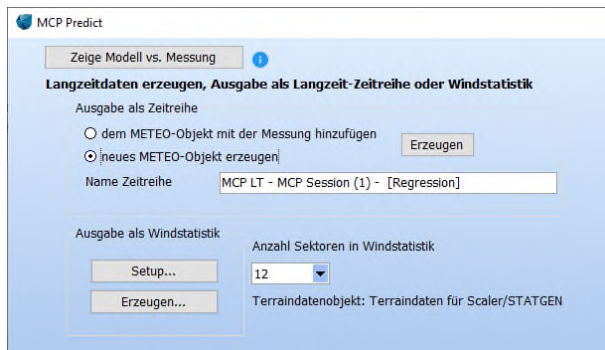 MCP Predict
Zeige Modell vs. Messung
Langzeitdaten erzeugen, Ausgabe als Langzeit-Zeitreihe oder Windstatistik
Ausgabe als Zeitreihe
dem METEO-Objekt mit der Messung hinzufügen
neues METEO-Objekt erzeugen
Erzeugen
Name Zeitreihe MCP LT - MCP Session (1) - [Regression]
Ausgabe als Windstatistik
Setup...
Erzeugen...
Anzahl Sektoren in Windstatistik
12
Terraindatenobjekt: Terraindaten für Scaler/STATGEN